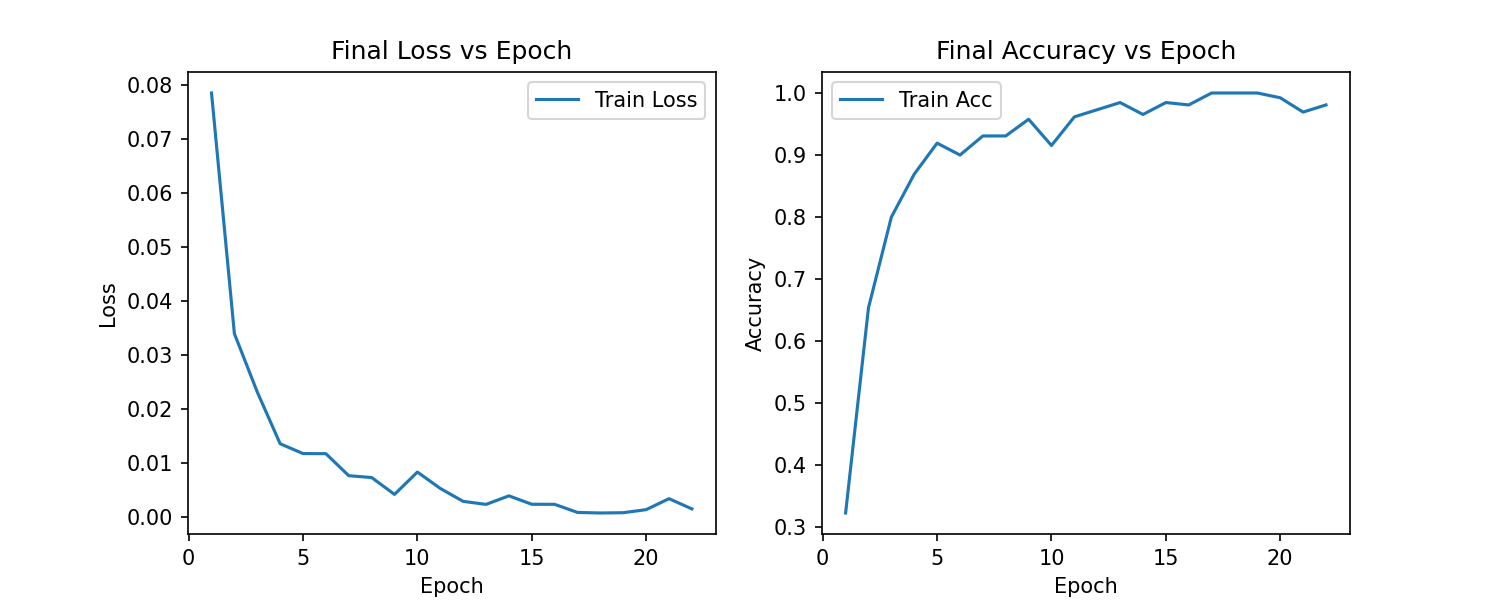 Final Loss vs Epoch
Train Loss
0.08
0.07
0.06
0.05
0.04
0.03
0.02
0.01
0.00
Loss
0 5 10 15 20
Epoch
Final Accuracy vs Epoch
Train Acc
1.0
0.9
0.8
0.7
0.6
0.5
0.4
0.3
Accuracy
0 5 10 15 20
Epoch